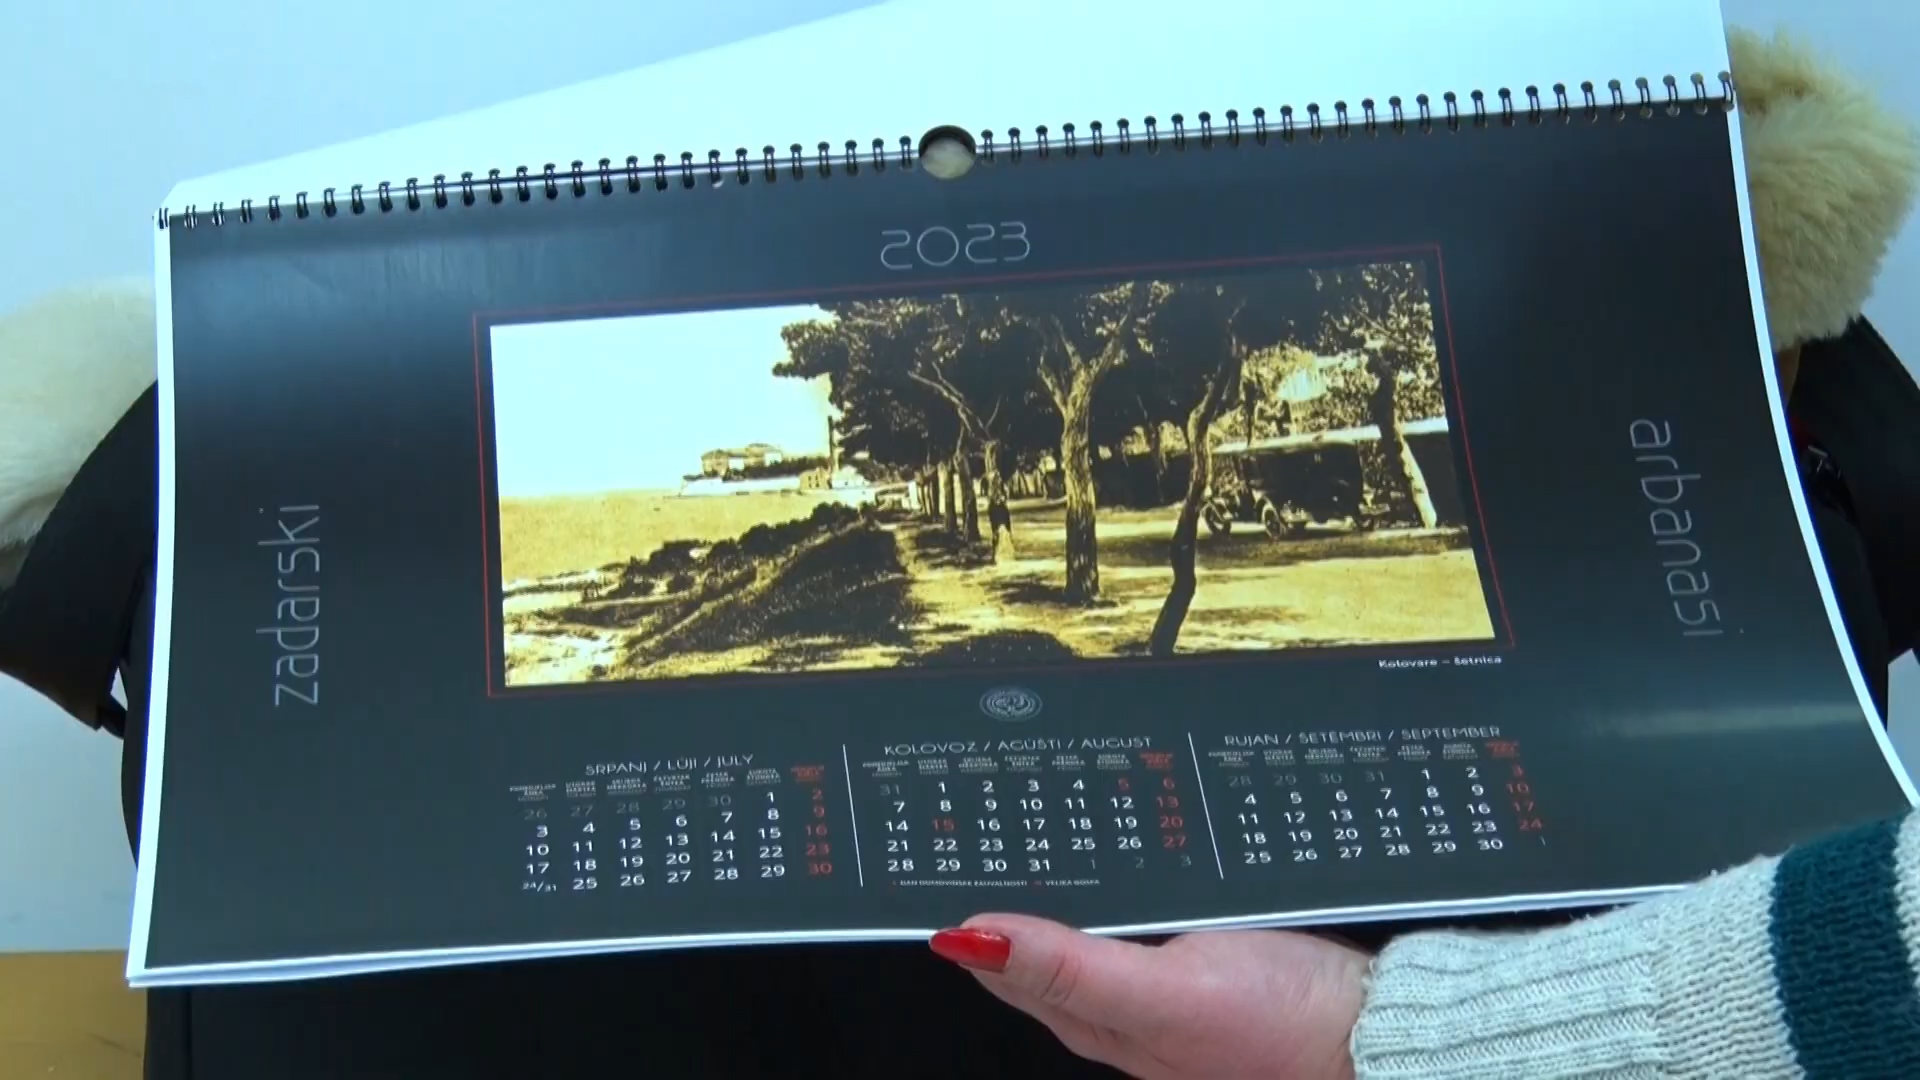 2023
zadarski
arbanasi
Kolovare – šetnica
SRPANJ / LÚJI / JULY
26 27 28 29 30 1 2
3 4 5 6 7 8 9
10 11 12 13 14 15 16
17 18 19 20 21 22 23
24/31 25 26 27 28 29 30
KOLOVOZ / AGÚŠTI / AUGUST
31 1 2 3 4 5 6
7 8 9 10 11 12 13
14 15 16 17 18 19 20
21 22 23 24 25 26 27
28 29 30 31 1 2 3
RUJAN / ŠETÉMBRI / SEPTEMBER
28 29 30 31 1 2 3
4 5 6 7 8 9 10
11 12 13 14 15 16 17
18 19 20 21 22 23 24
25 26 27 28 29 30 1